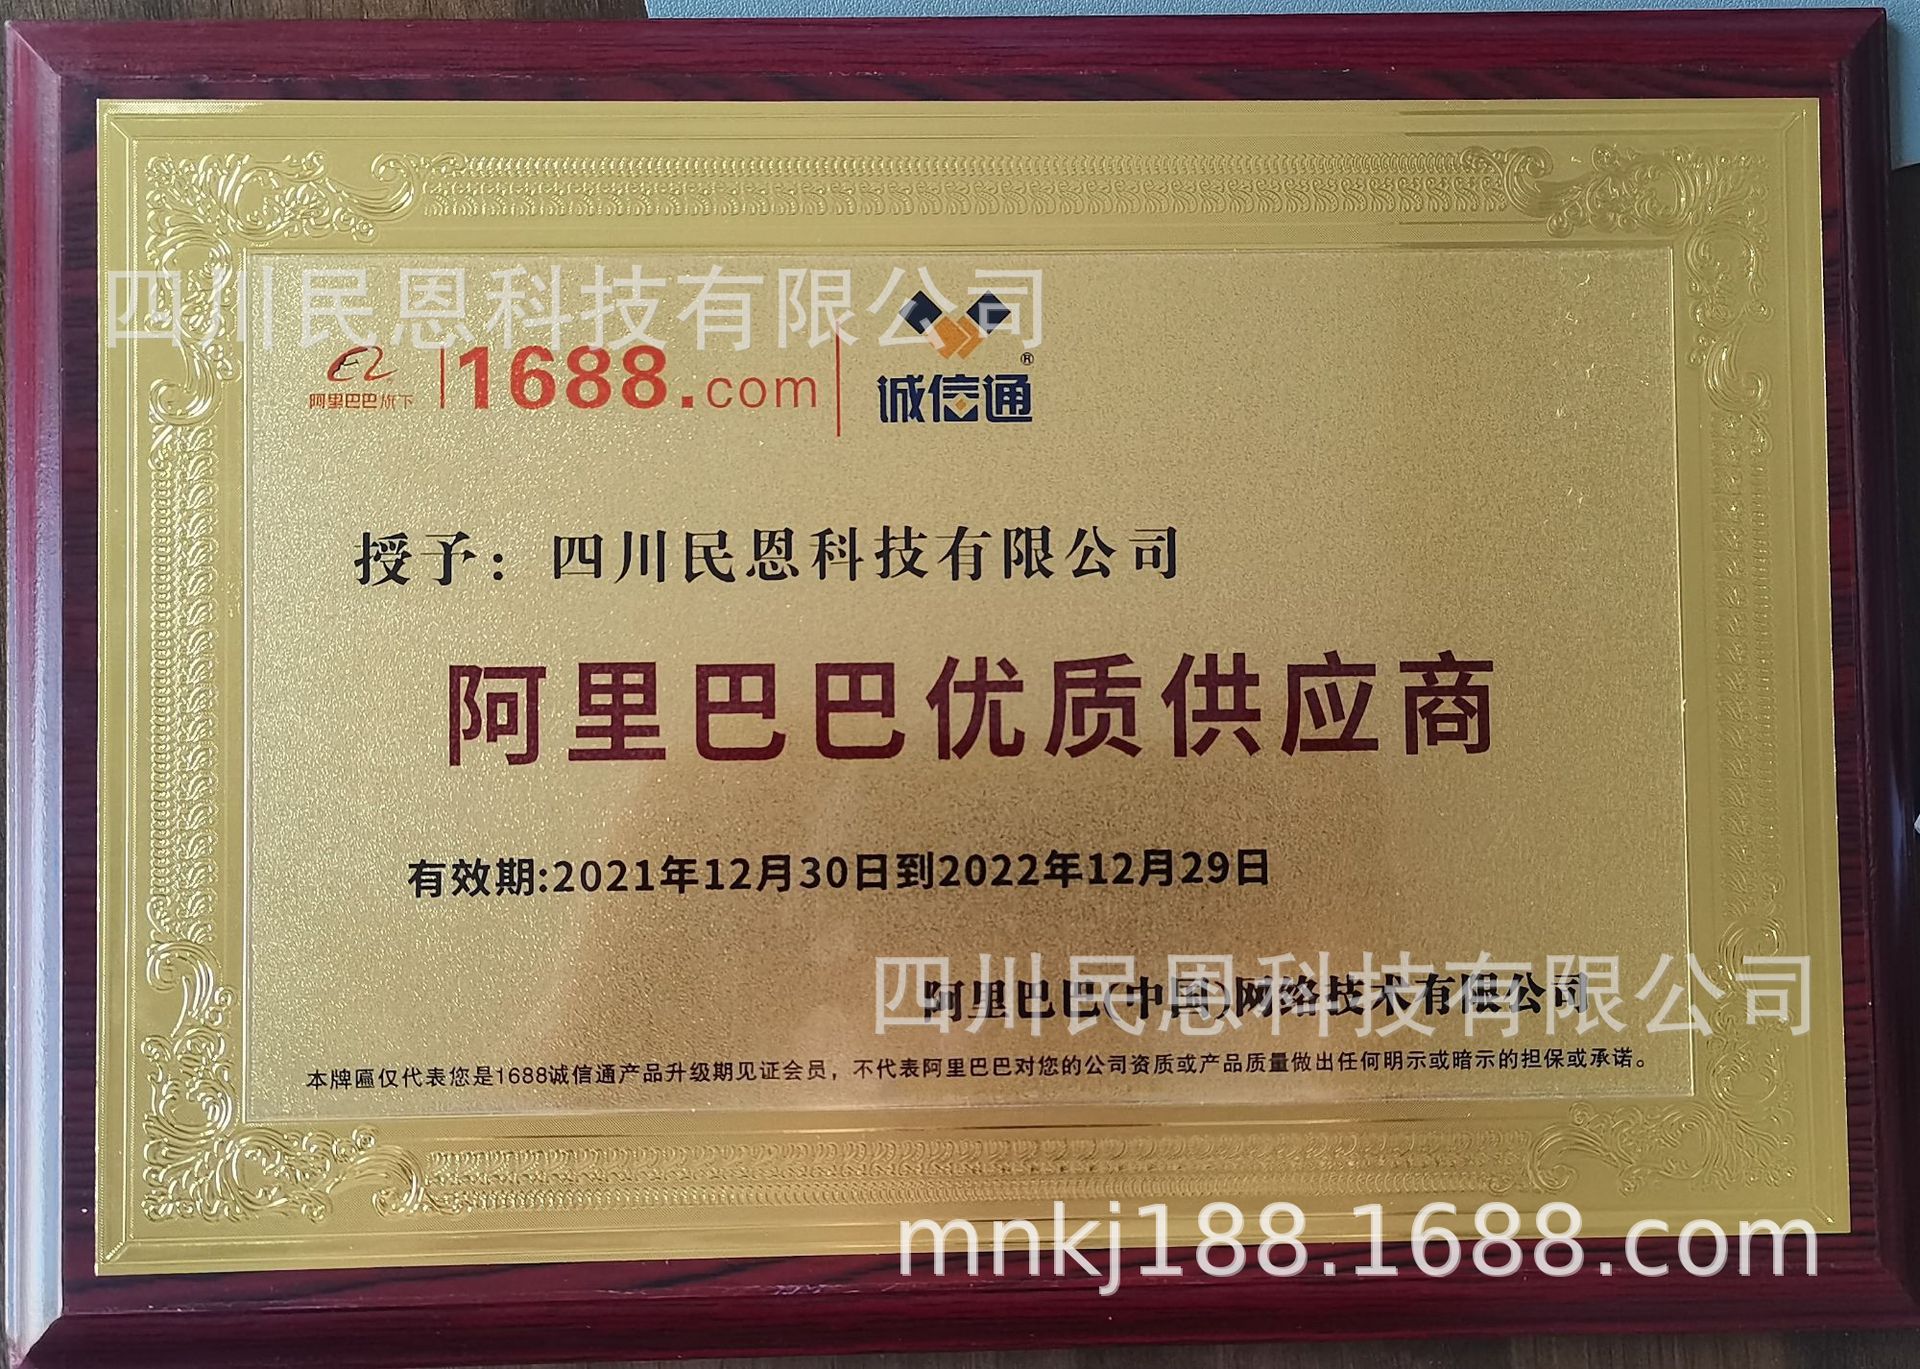 四川民恩科技有限公司
阿里巴巴旗下 1688.com 诚信通®
授予：四川民恩科技有限公司
阿里巴巴优质供应商
有效期:2021年12月30日到2022年12月29日
四川民恩科技有限公司
阿里巴巴(中国)网络技术有限公司
本牌匾仅代表您是1688诚信通产品升级期见证会员，不代表阿里巴巴对您的公司资质或产品质量做出任何明示或暗示的担保或承诺。
mnkj188.1688.com